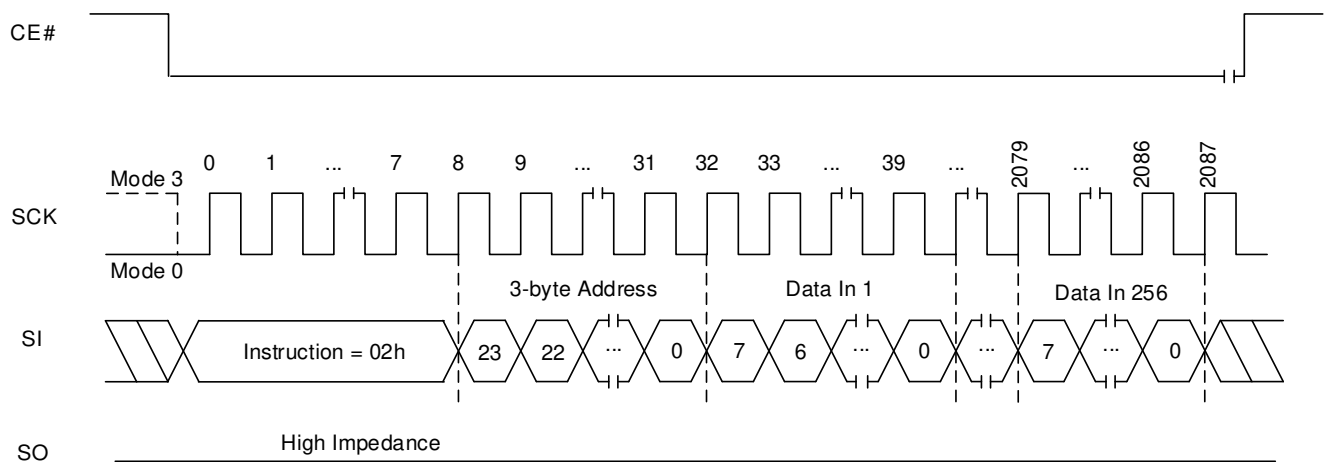 CE#
0 1 ... 7 8 9 ... 31 32 33 ... 39 ... 2079 ... 2086 2087
Mode 3
SCK
Mode 0
3-byte Address Data In 1 Data In 256
SI Instruction = 02h 23 22 ... 0 7 6 ... 0 ... 7 ... 0
High Impedance
SO